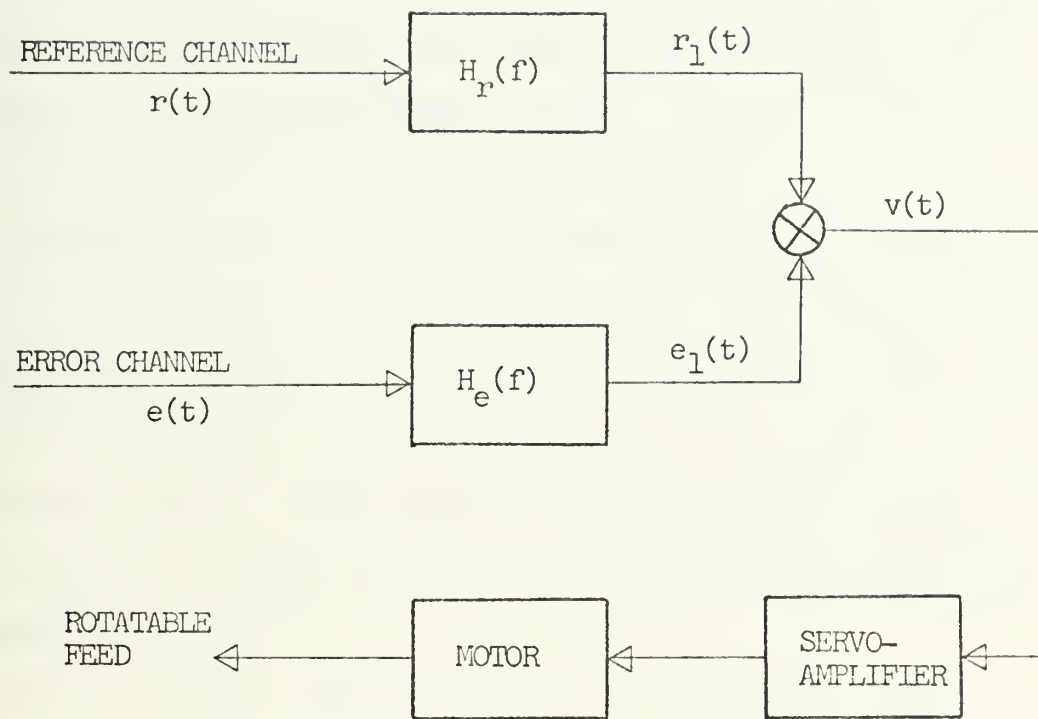 REFERENCE CHANNEL
r(t)
H_r(f)
r_1(t)
v(t)
ERROR CHANNEL
e(t)
H_e(f)
e_1(t)
ROTATABLE
FEED
MOTOR
SERVO-
AMPLIFIER